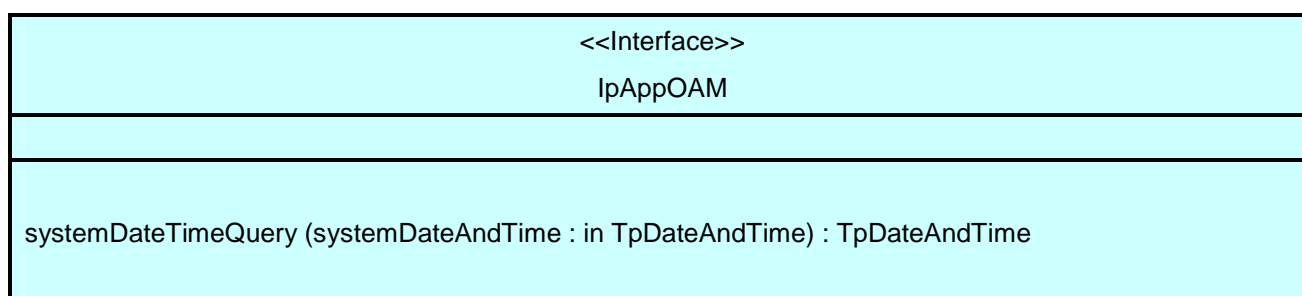 <<Interface>>
IpAppOAM
systemDateTimeQuery (systemDateAndTime : in TpDateAndTime) : TpDateAndTime